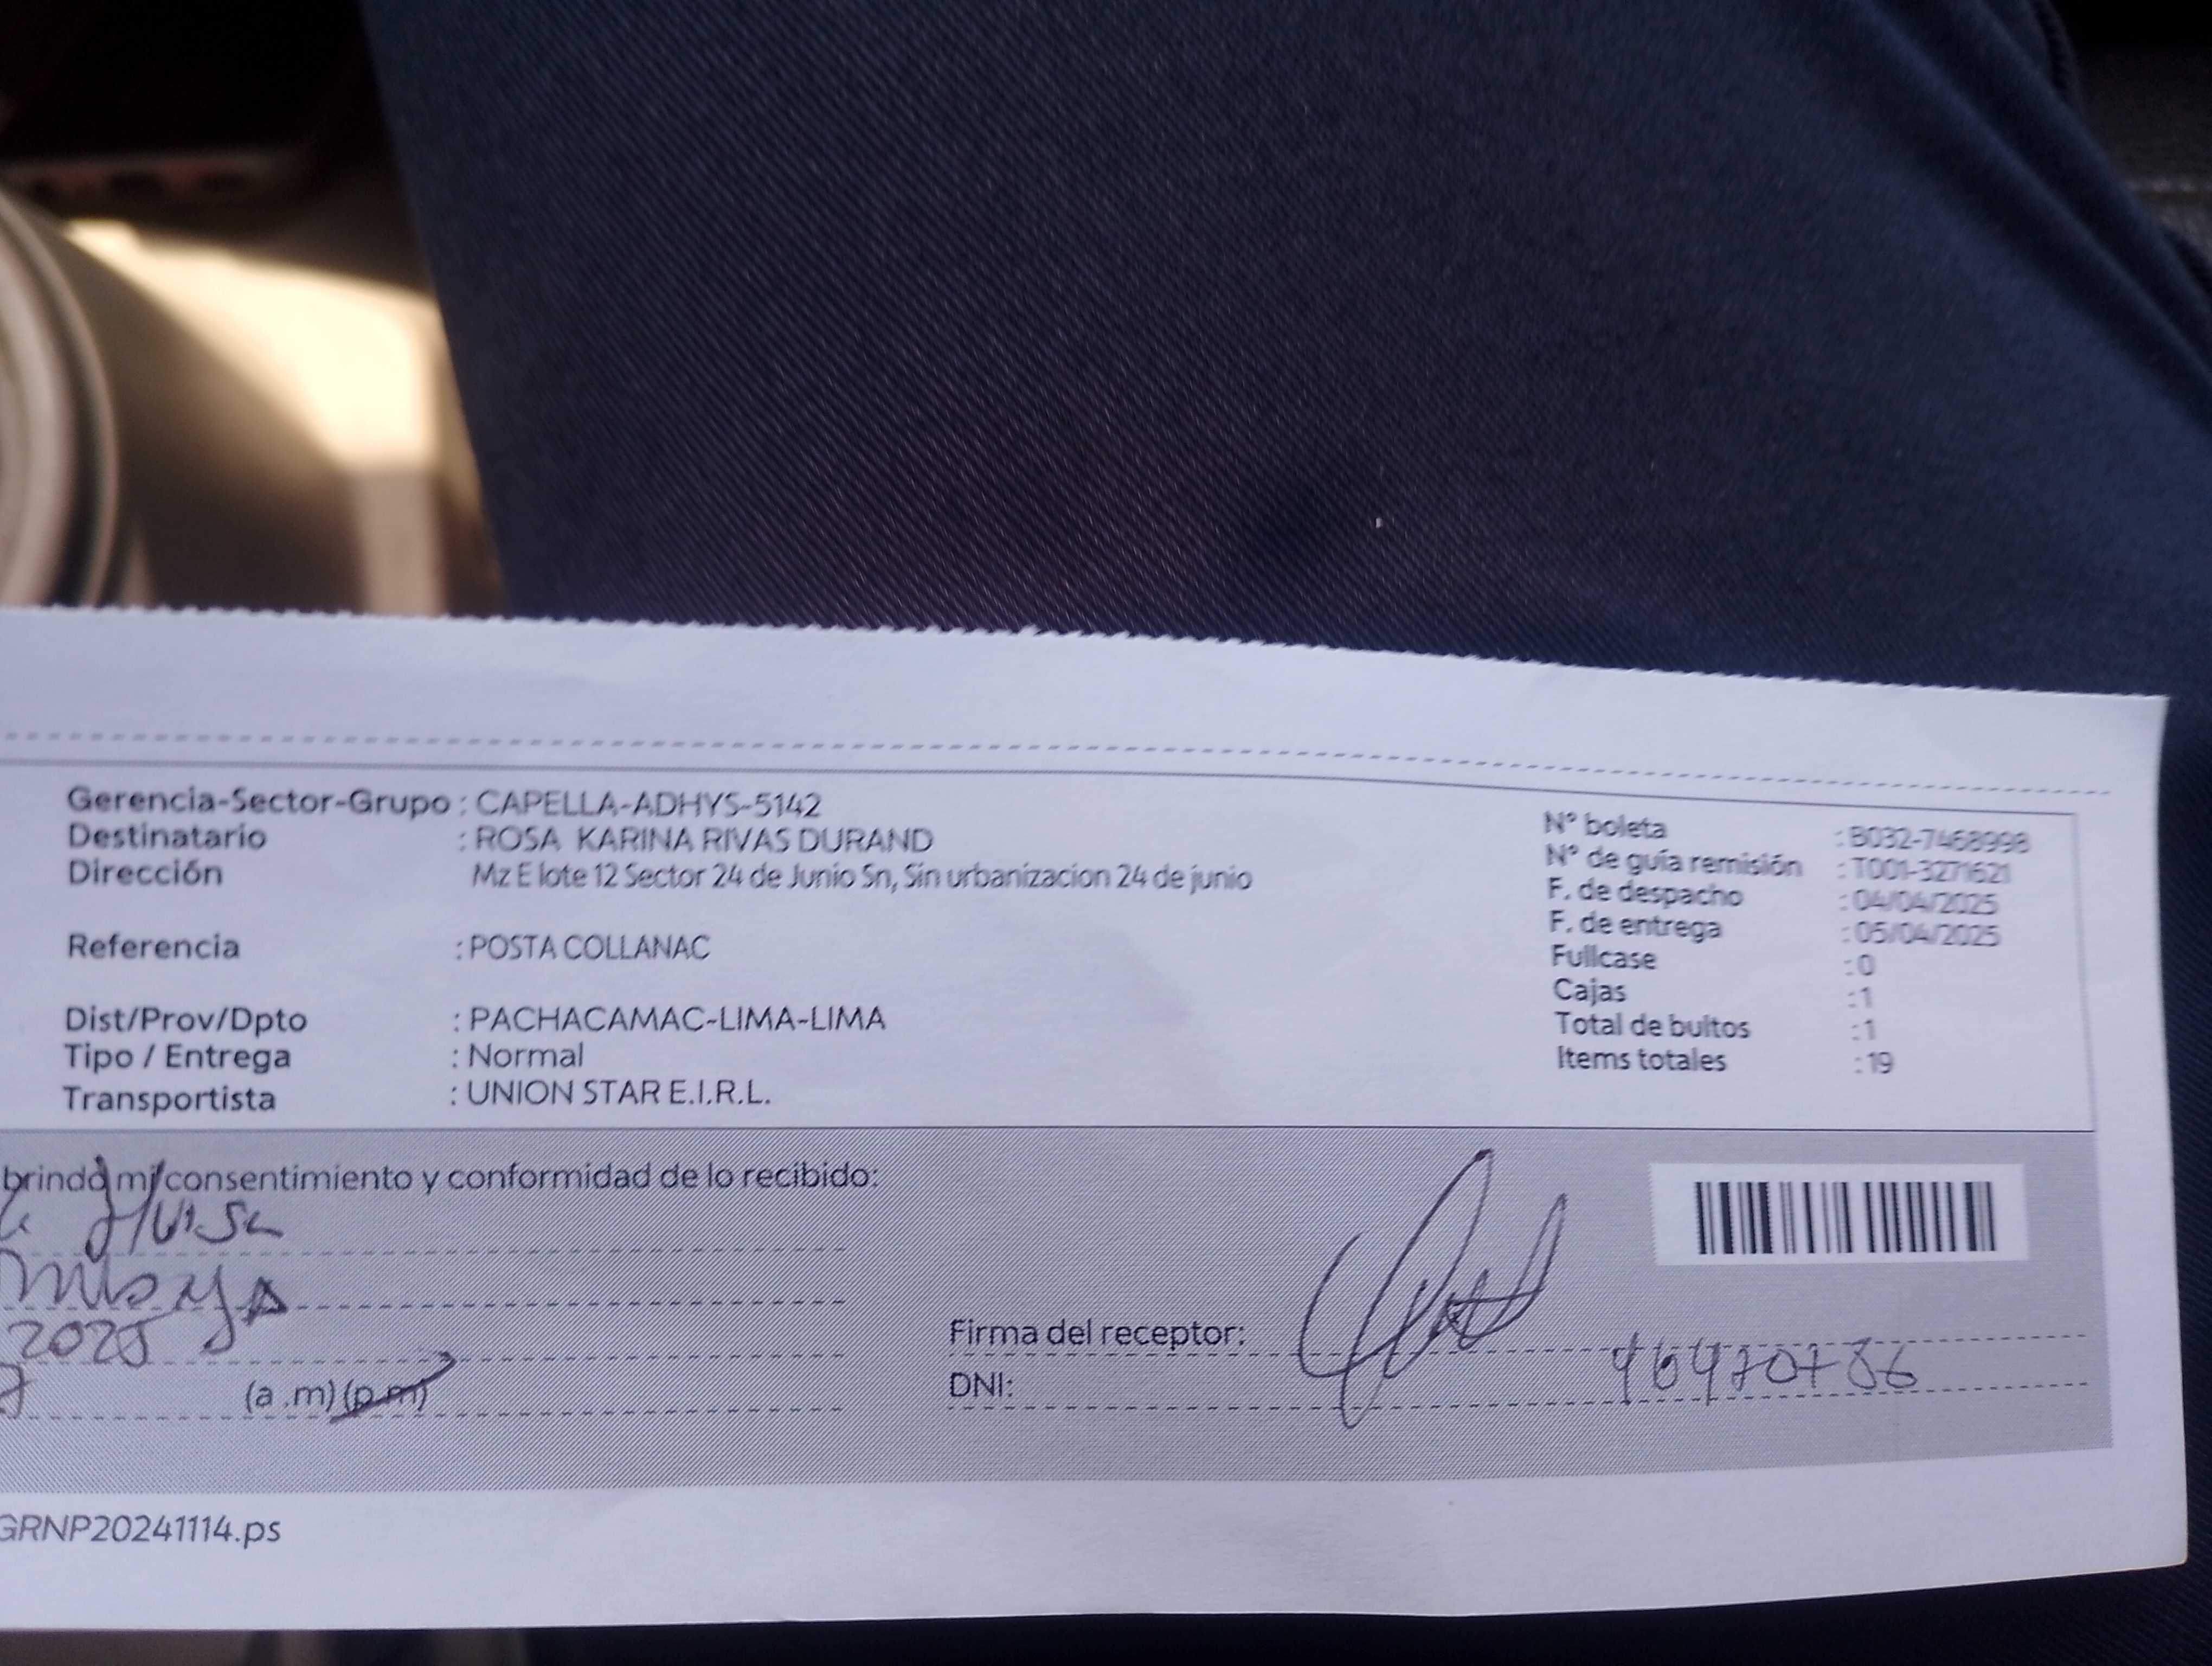 Gerencia-Sector-Grupo : CAPELLA-ADHYS-5142
Destinatario : ROSA KARINA RIVAS DURAND
Dirección Mz E lote 12 Sector 24 de Junio Sn, Sin urbanizacion 24 de junio
Referencia : POSTA COLLANAC
Dist/Prov/Dpto : PACHACAMAC-LIMA-LIMA
Tipo / Entrega : Normal
Transportista : UNION STAR E.I.R.L.
N° boleta : B032-7468998
N° de guía remisión : T001-3271621
F. de despacho : 04/04/2025
F. de entrega : 05/04/2025
Fullcase : 0
Cajas : 1
Total de bultos : 1
Items totales : 19
brindo mi consentimiento y conformidad de lo recibido:
2025
(a .m) (p.m)
Firma del receptor:
DNI: 46470786
GRNP20241114.ps